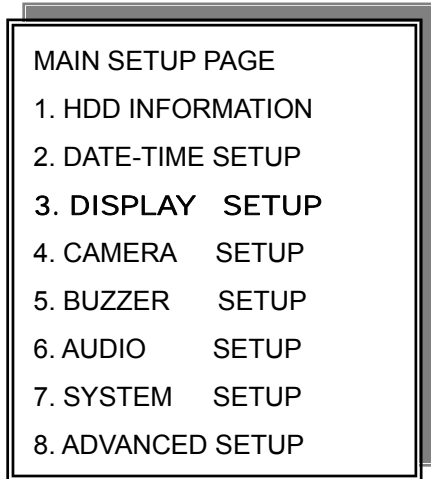 MAIN SETUP PAGE
1. HDD INFORMATION
2. DATE-TIME SETUP
3. DISPLAY SETUP
4. CAMERA SETUP
5. BUZZER SETUP
6. AUDIO SETUP
7. SYSTEM SETUP
8. ADVANCED SETUP